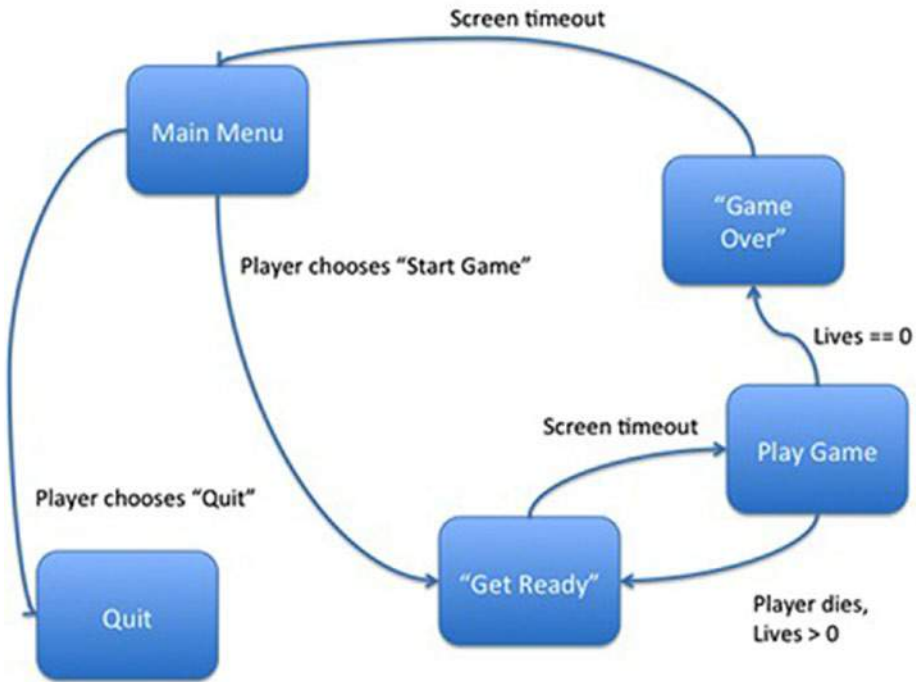 Screen timeout
Main Menu
“Game
Over”
Player chooses “Start Game”
Lives == 0
Screen timeout
Play Game
Player chooses “Quit”
“Get Ready”
Quit
Player dies,
Lives > 0